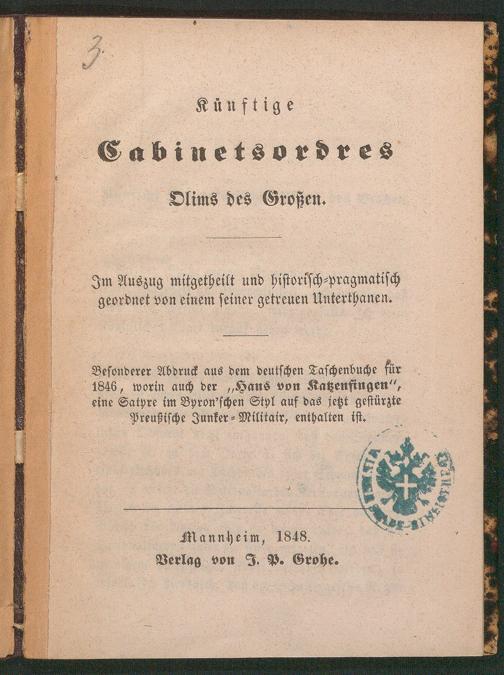 3.
Künftige
Cabinetsordres
Olims des Großen.
Im Auszug mitgetheilt und historisch-pragmatisch
geordnet von einem seiner getreuen Unterthanen.
Besonderer Abdruck aus dem deutschen Taschenbuche für
1846, worin auch der „Hans von Katzenfingen“,
eine Satyre im Byron'schen Styl auf das jetzt gestürzte
Preußische Junker-Militair, enthalten ist.
Mannheim, 1848.
Verlag von J. P. Grohe.